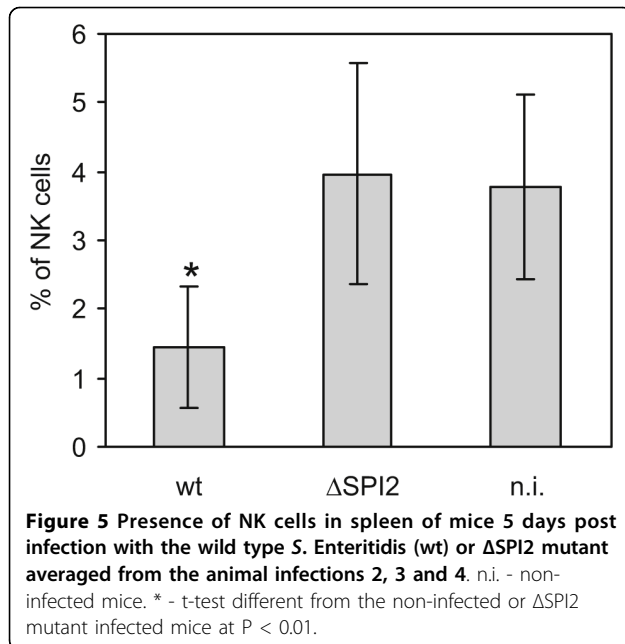 6
5
4
3
2
1
0
% of NK cells
*
wt ΔSPI2 n.i.
Figure 5 Presence of NK cells in spleen of mice 5 days post
infection with the wild type S. Enteritidis (wt) or ΔSPI2 mutant
averaged from the animal infections 2, 3 and 4. n.i. - non-
infected mice. * - t-test different from the non-infected or ΔSPI2
mutant infected mice at P < 0.01.